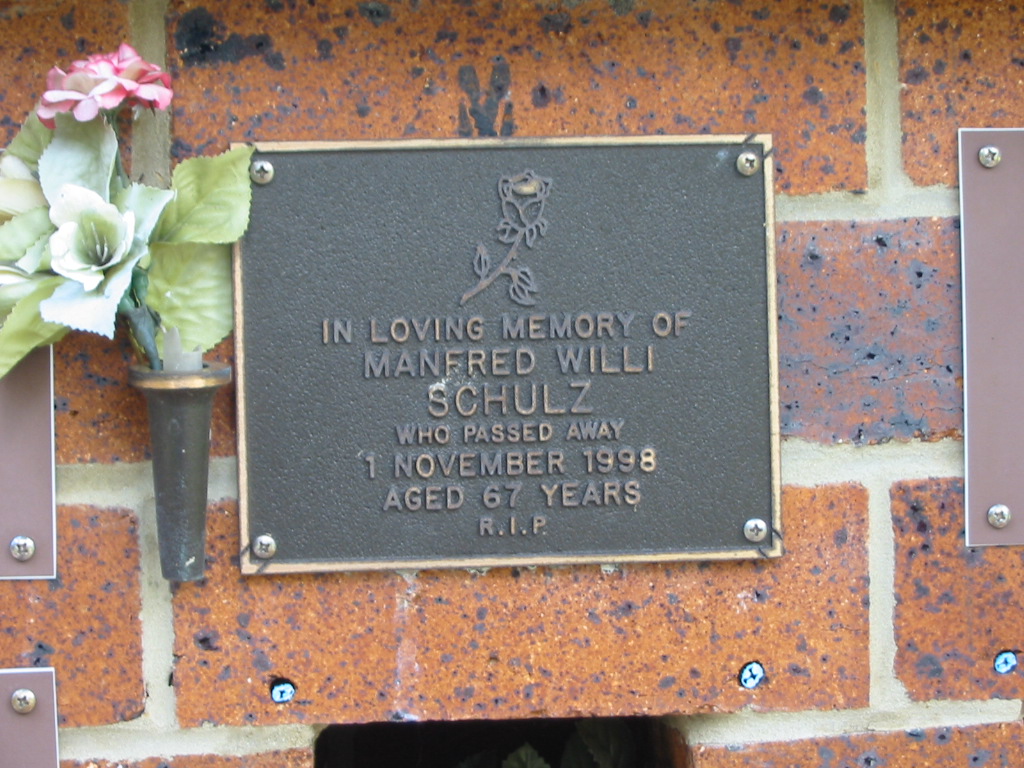 IN LOVING MEMORY OF
MANFRED WILLI
SCHULZ
WHO PASSED AWAY
1 NOVEMBER 1998
AGED 67 YEARS
R.I.P.